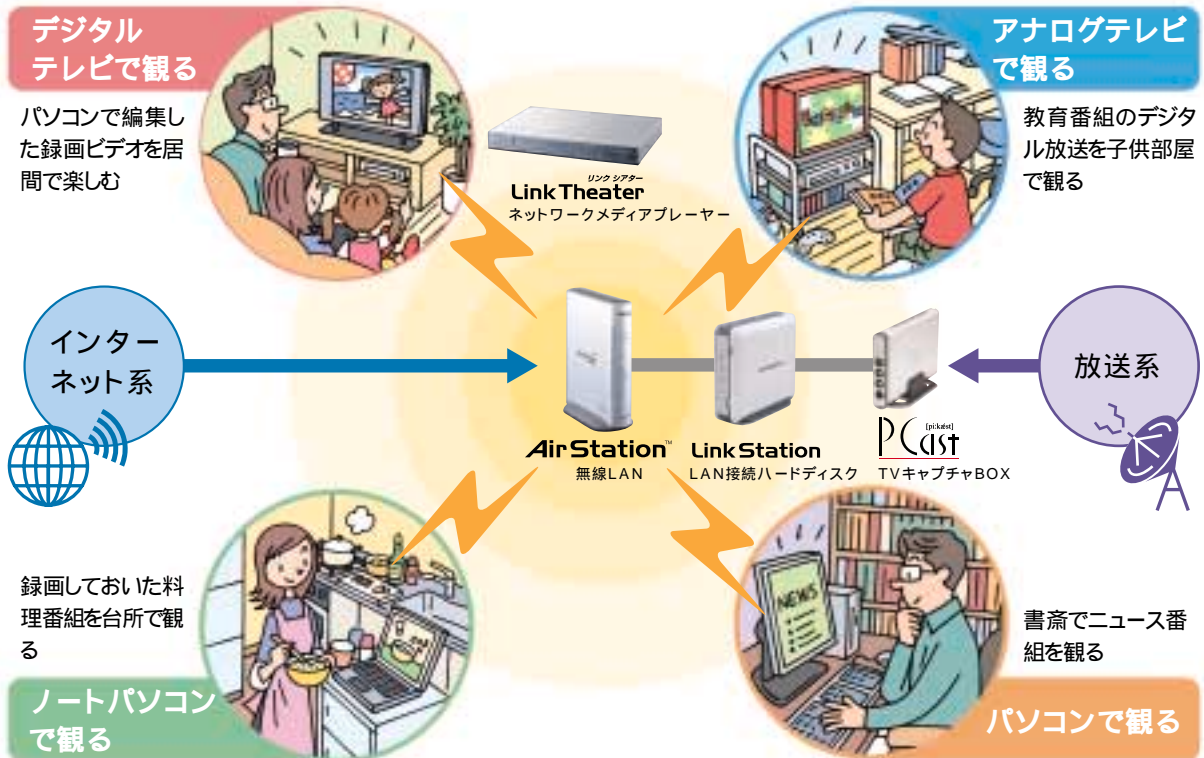 デジタル
テレビで観る
パソコンで編集し
た録画ビデオを居
間で楽しむ
アナログテレビ
で観る
教育番組のデジタ
ル放送を子供部屋
で観る
リンク シアター
LinkTheater
ネットワークメディアプレーヤー
インター
ネット系
放送系
AirStation™
無線LAN
LinkStation
LAN接続ハードディスク
[pi:kæst]
PCast
TVキャプチャBOX
録画しておいた料
理番組を台所で観
る
ノートパソコン
で観る
NEWS
書斎でニュース番
組を観る
パソコンで観る